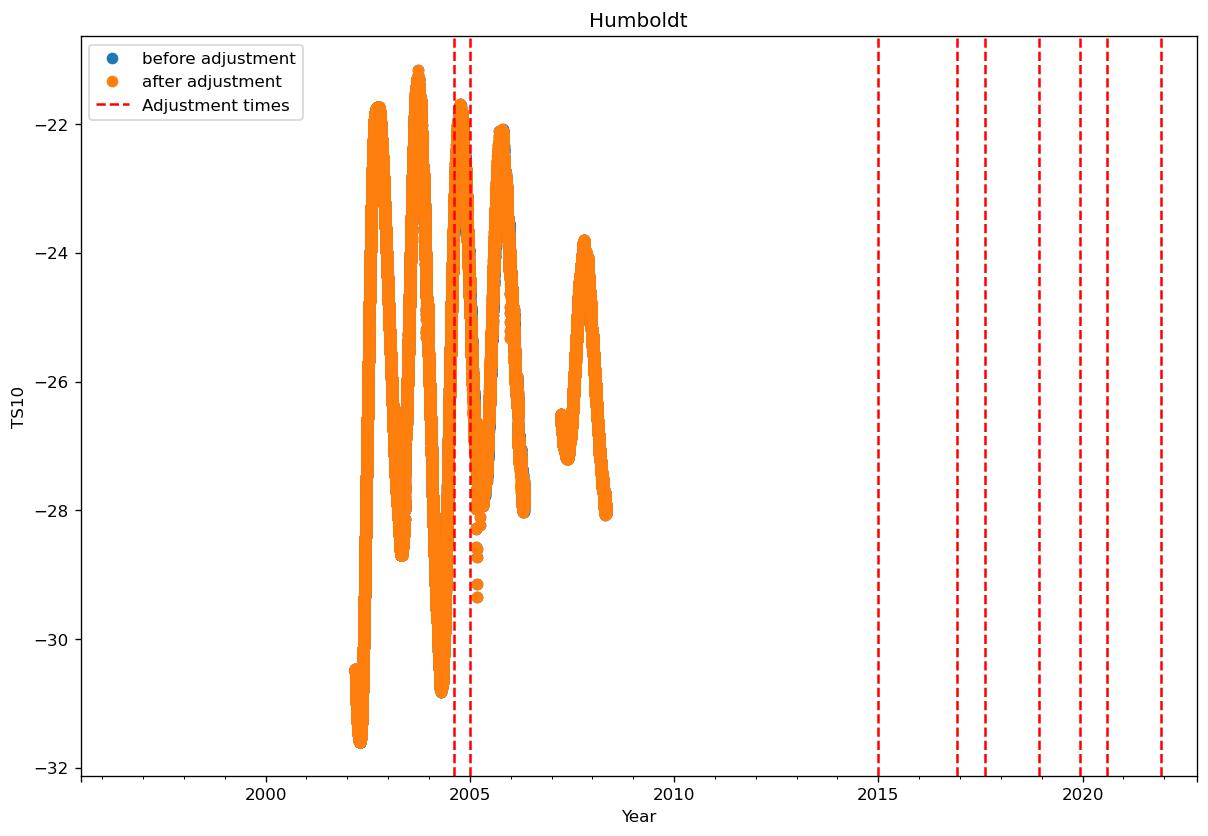 Humboldt
before adjustment
after adjustment
Adjustment times
−22
−24
−26
−28
−30
−32
TS10
2000
2005
2010
2015
2020
Year